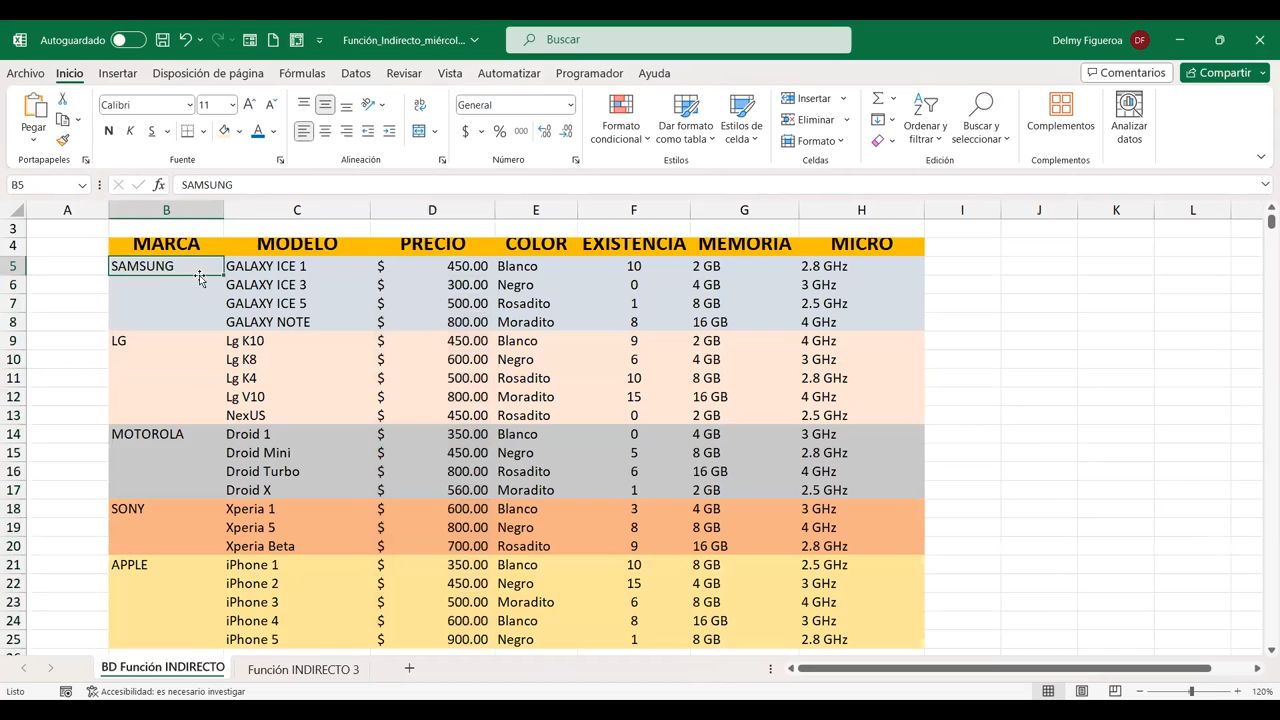 Autoguardado
Función_Indirecto_miércol...
Buscar
Delmy Figueroa DF
Archivo Inicio Insertar Disposición de página Fórmulas Datos Revisar Vista Automatizar Programador Ayuda
Comentarios Compartir
Pegar
Calibri 11
N K S
General
$ % 000
Formato condicional
Dar formato como tabla
Estilos de celda
Insertar
Eliminar
Formato
Ordenar y filtrar
Buscar y seleccionar
Complementos
Analizar datos
Portapapeles Fuente Alineación Número Estilos Celdas Edición Complementos
B5 fx SAMSUNG
A B C D E F G H I J K L
3
4 MARCA MODELO PRECIO COLOR EXISTENCIA MEMORIA MICRO
5 SAMSUNG GALAXY ICE 1 $ 450.00 Blanco 10 2 GB 2.8 GHz
6 GALAXY ICE 3 $ 300.00 Negro 0 4 GB 3 GHz
7 GALAXY ICE 5 $ 500.00 Rosadito 1 8 GB 2.5 GHz
8 GALAXY NOTE $ 800.00 Moradito 8 16 GB 4 GHz
9 LG Lg K10 $ 450.00 Blanco 9 2 GB 4 GHz
10 Lg K8 $ 600.00 Negro 6 4 GB 3 GHz
11 Lg K4 $ 500.00 Rosadito 10 8 GB 2.8 GHz
12 Lg V10 $ 800.00 Moradito 15 16 GB 4 GHz
13 NexUS $ 450.00 Rosadito 0 2 GB 2.5 GHz
14 MOTOROLA Droid 1 $ 350.00 Blanco 0 4 GB 3 GHz
15 Droid Mini $ 450.00 Negro 5 8 GB 2.8 GHz
16 Droid Turbo $ 800.00 Rosadito 6 16 GB 4 GHz
17 Droid X $ 560.00 Moradito 1 2 GB 2.5 GHz
18 SONY Xperia 1 $ 600.00 Blanco 3 4 GB 3 GHz
19 Xperia 5 $ 800.00 Negro 8 8 GB 4 GHz
20 Xperia Beta $ 700.00 Rosadito 9 16 GB 3 GHz
21 APPLE iPhone 1 $ 350.00 Blanco 10 8 GB 2.5 GHz
22 iPhone 2 $ 450.00 Negro 15 4 GB 3 GHz
23 iPhone 3 $ 500.00 Moradito 6 8 GB 4 GHz
24 iPhone 4 $ 600.00 Blanco 8 16 GB 3 GHz
25 iPhone 5 $ 900.00 Negro 1 8 GB 2.8 GHz
BD Función INDIRECTO Función INDIRECTO 3
Listo Accesibilidad: es necesario investigar 120%